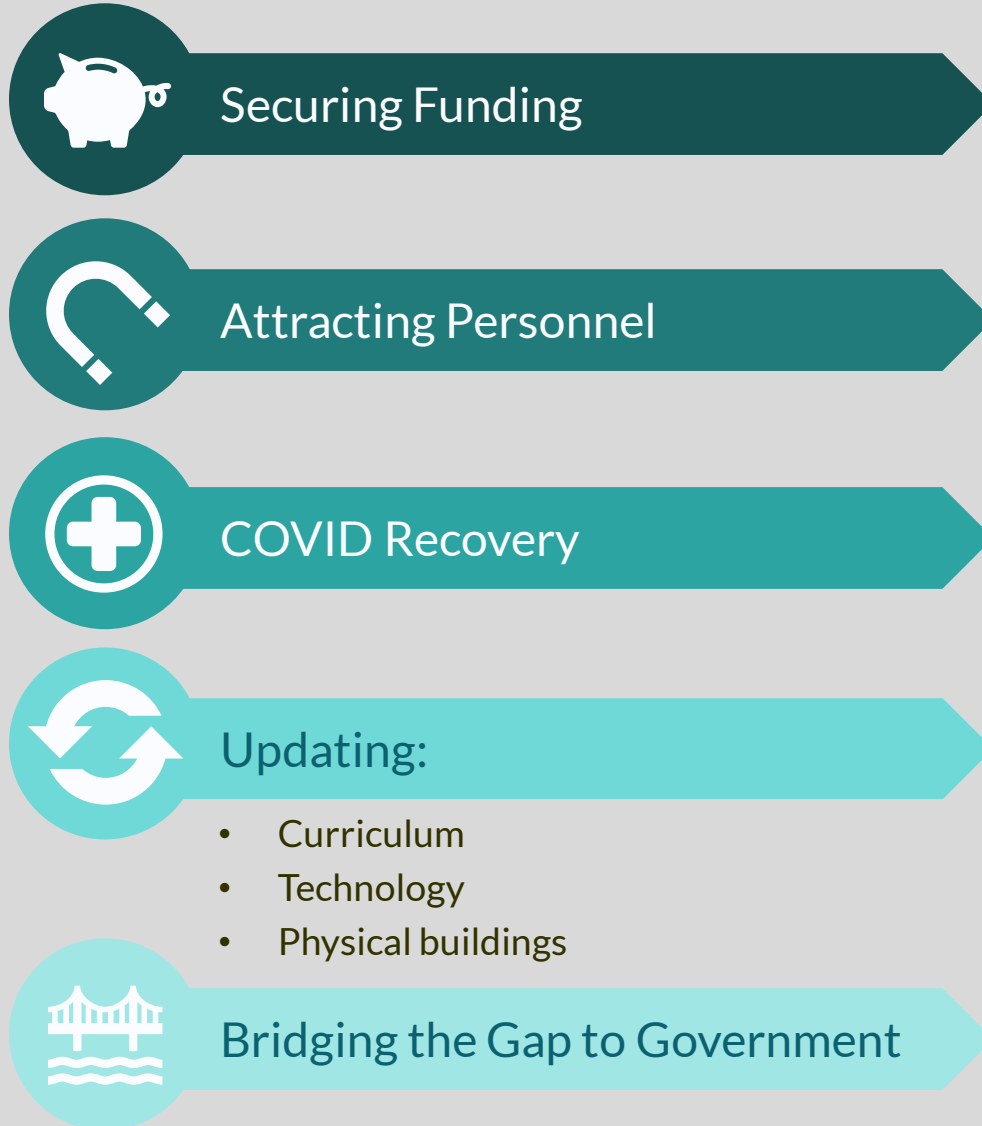 Securing Funding
Attracting Personnel
COVID Recovery
Updating:
• Curriculum
• Technology
• Physical buildings
Bridging the Gap to Government